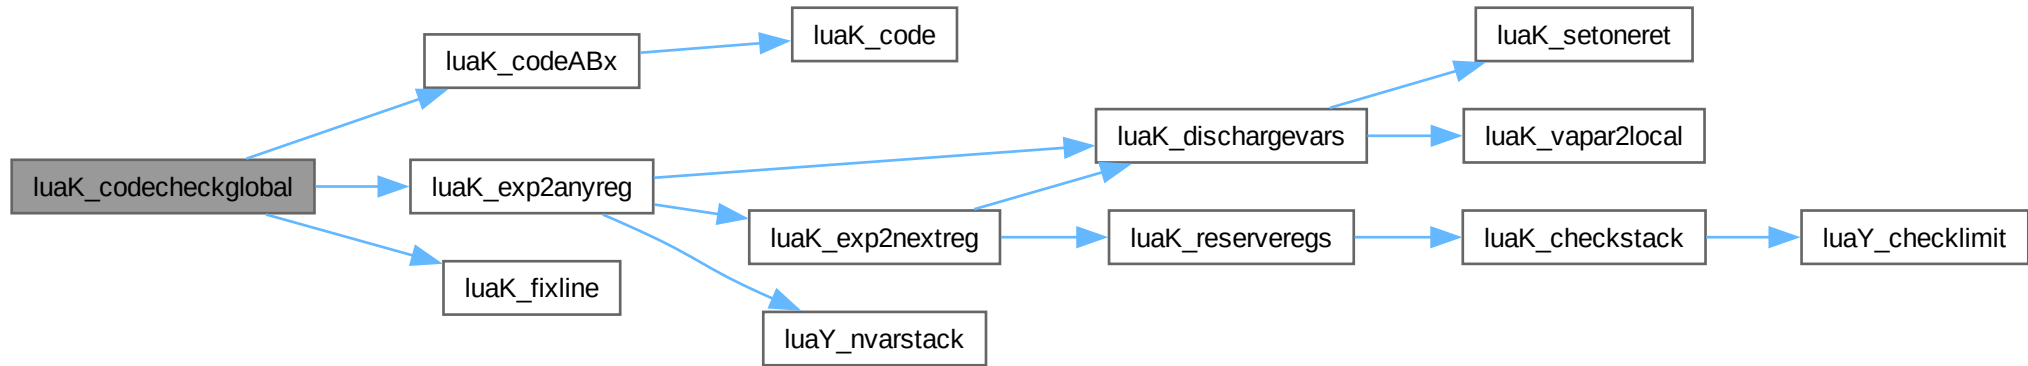 luaK_codecheckglobal
luaK_codeABx
luaK_code
luaK_exp2anyreg
luaK_dischargevars
luaK_setoneret
luaK_vapar2local
luaK_exp2nextreg
luaK_reserveregs
luaK_checkstack
luaY_checklimit
luaY_nvarstack
luaK_fixline